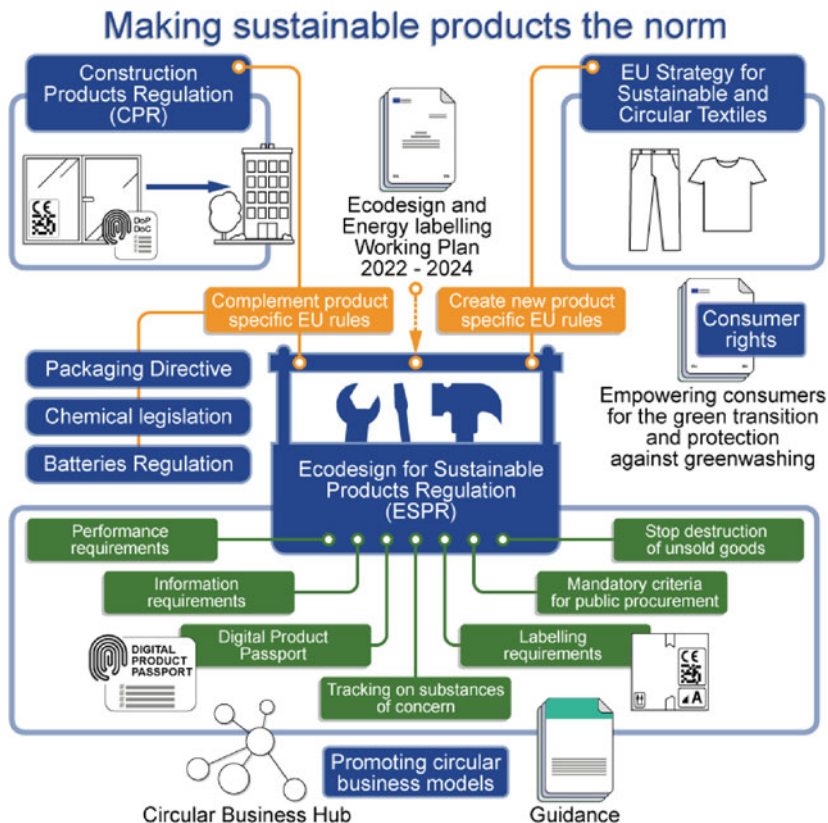 Making sustainable products the norm
Construction
Products Regulation
(CPR)
EU Strategy for
Sustainable and
Circular Textiles
CE
DoP
DoC
Ecodesign and
Energy labelling
Working Plan
2022 - 2024
Complement product
specific EU rules
Create new product
specific EU rules
Consumer
rights
Packaging Directive
Chemical legislation
Batteries Regulation
Empowering consumers
for the green transition
and protection
against greenwashing
Ecodesign for Sustainable
Products Regulation
(ESPR)
Performance
requirements
Stop destruction
of unsold goods
Information
requirements
Mandatory criteria
for public procurement
Digital Product
Passport
Labelling
requirements
DIGITAL
PRODUCT
PASSPORT
CE
A
Tracking on substances
of concern
Promoting circular
business models
Circular Business Hub
Guidance